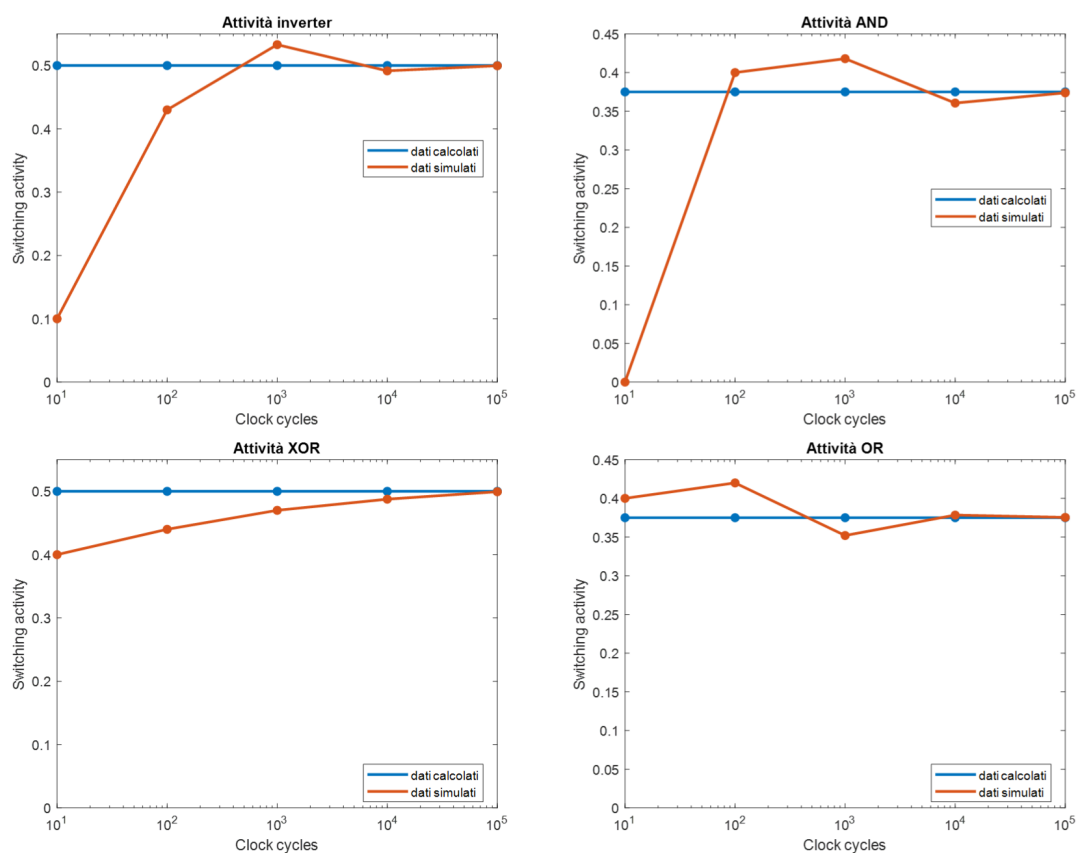 Attività inverter
Switching activity
0.5
0.4
0.3
0.2
0.1
0
dati calcolati
dati simulati
10¹ 10² 10³ 10⁴ 10⁵
Clock cycles
Attività AND
Switching activity
0.45
0.4
0.35
0.3
0.25
0.2
0.15
0.1
0.05
0
dati calcolati
dati simulati
10¹ 10² 10³ 10⁴ 10⁵
Clock cycles
Attività XOR
Switching activity
0.5
0.4
0.3
0.2
0.1
0
dati calcolati
dati simulati
10¹ 10² 10³ 10⁴ 10⁵
Clock cycles
Attività OR
Switching activity
0.45
0.4
0.35
0.3
0.25
0.2
0.15
0.1
0.05
0
dati calcolati
dati simulati
10¹ 10² 10³ 10⁴ 10⁵
Clock cycles